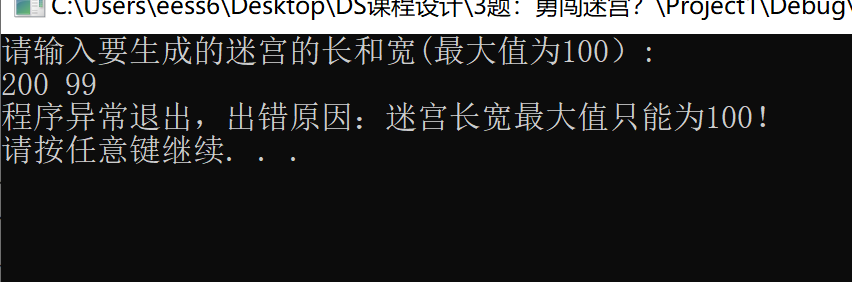 C:\Users\eess6\Desktop\DS课程设计\3题：勇闯迷宫？\Project1\Debug\
请输入要生成的迷宫的长和宽(最大值为100）：
200 99
程序异常退出，出错原因：迷宫长宽最大值只能为100！
请按任意键继续. . .